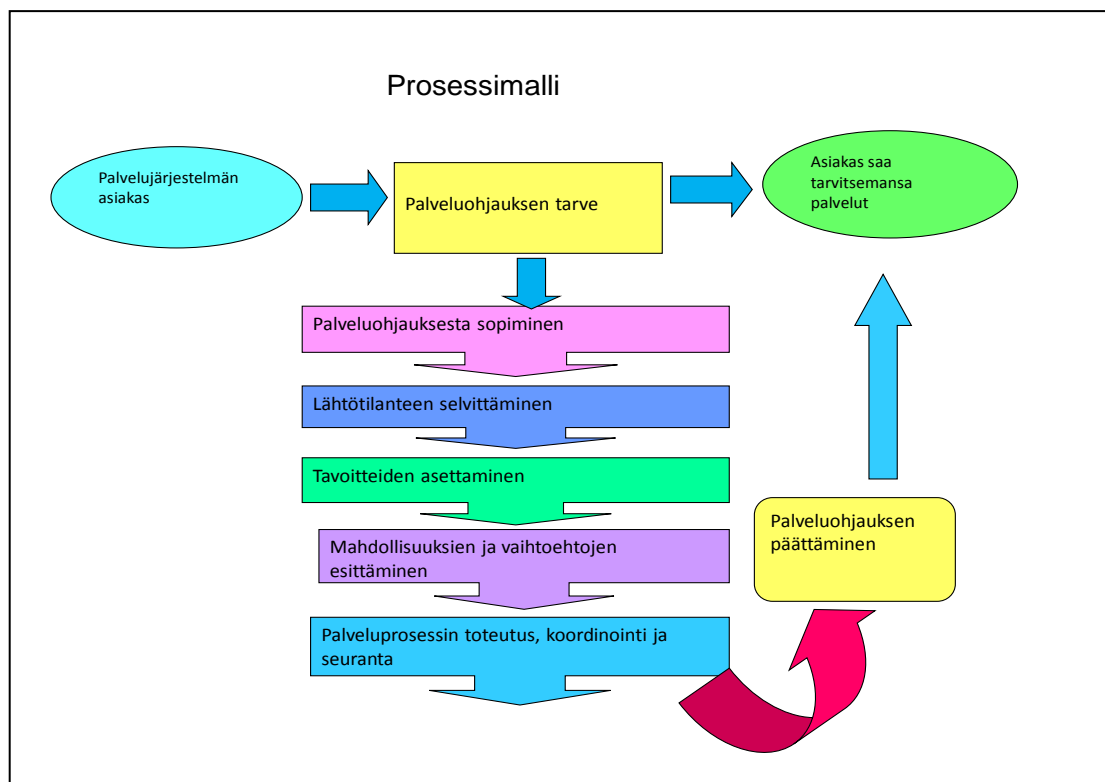 Prosessimalli
Palvelujärjestelmän
asiakas
Palveluohjauksen tarve
Asiakas saa
tarvitsemansa
palvelut
Palveluohjauksesta sopiminen
Lähtötilanteen selvittäminen
Tavoitteiden asettaminen
Mahdollisuuksien ja vaihtoehtojen
esittäminen
Palveluprosessin toteutus, koordinointi ja
seuranta
Palveluohjauksen
päättäminen